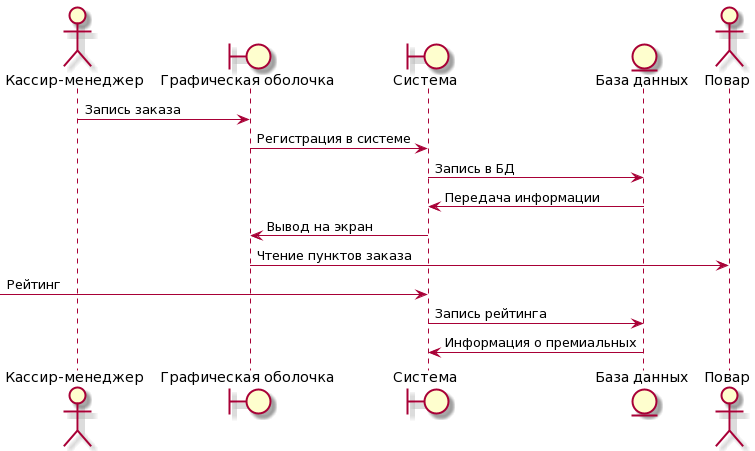 Кассир-менеджер
Графическая оболочка
Система
База данных
Повар
Запись заказа
Регистрация в системе
Запись в БД
Передача информации
Вывод на экран
Чтение пунктов заказа
Рейтинг
Запись рейтинга
Информация о премиальных
Кассир-менеджер
Графическая оболочка
Система
База данных
Повар